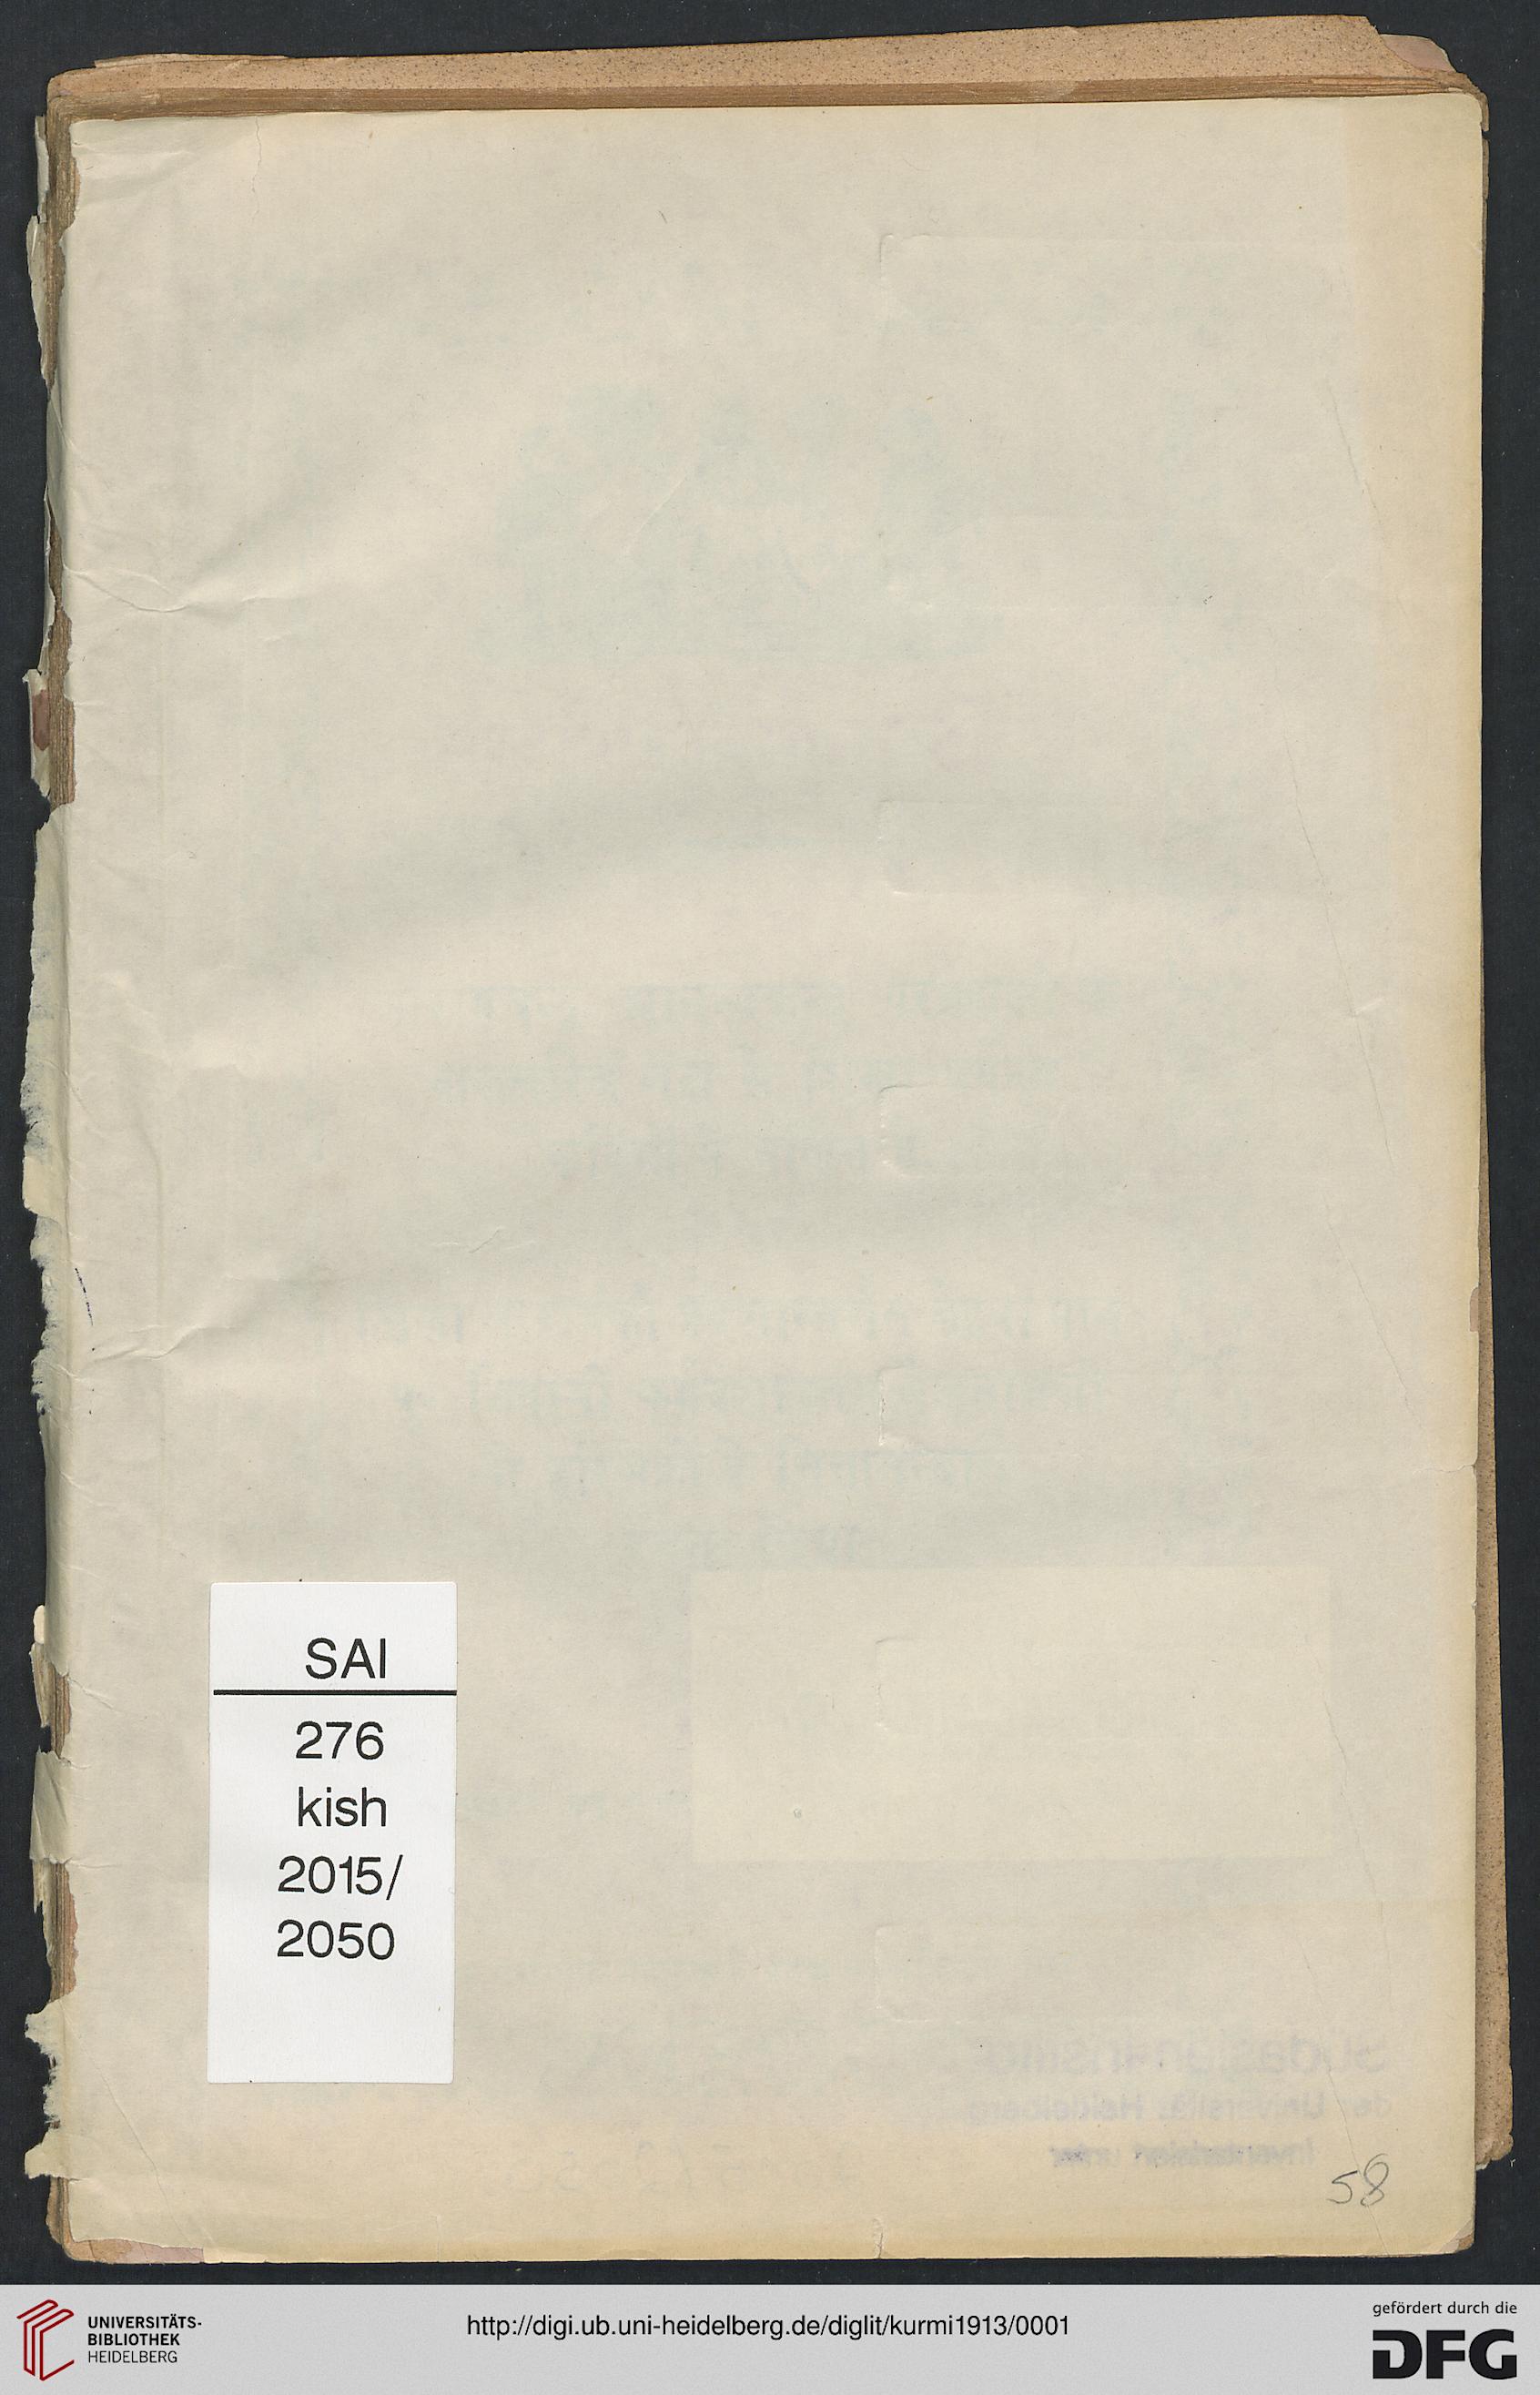 SAI
276
kish
2015/
2050
58
UNIVERSITÄTS-
BIBLIOTHEK
HEIDELBERG
http://digi.ub.uni-heidelberg.de/diglit/kurmi1913/0001
gefördert durch die
DFG